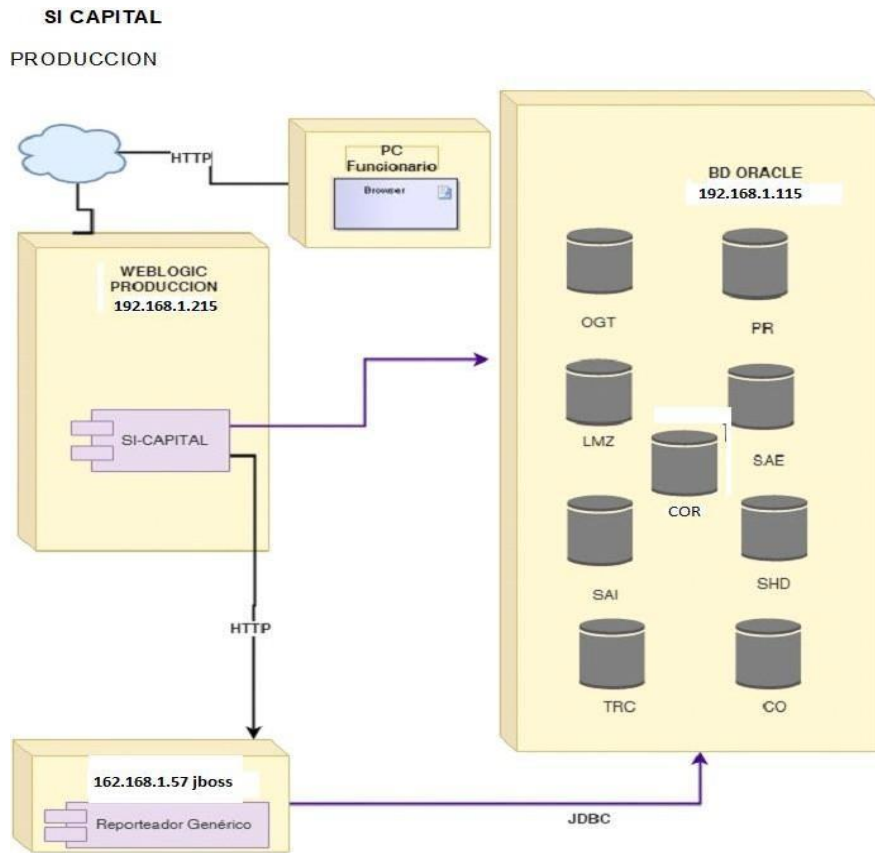 SI CAPITAL
PRODUCCION
HTTP
PC
Funcionario
Browser
BD ORACLE
192.168.1.115
WEBLOGIC
PRODUCCION
192.168.1.215
OGT
PR
SI-CAPITAL
LMZ
SAE
COR
SAI
SHD
HTTP
TRC
CO
162.168.1.57 jboss
Reporteador Genérico
JDBC